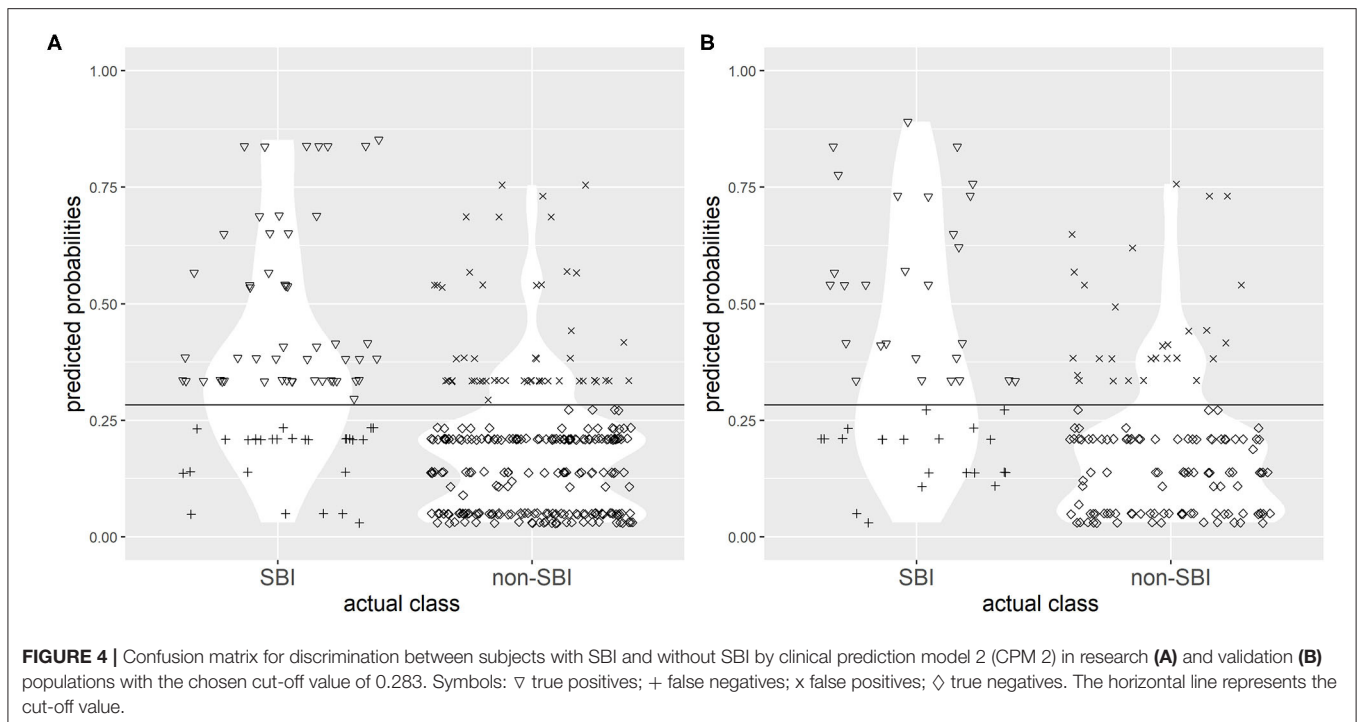 A
B
1.00
0.75
0.50
0.25
0.00
predicted probabilities
SBI
non-SBI
actual class
1.00
0.75
0.50
0.25
0.00
predicted probabilities
SBI
non-SBI
actual class
FIGURE 4 | Confusion matrix for discrimination between subjects with SBI and without SBI by clinical prediction model 2 (CPM 2) in research (A) and validation (B)
populations with the chosen cut-off value of 0.283. Symbols: ▽ true positives; + false negatives; x false positives; ◇ true negatives. The horizontal line represents the
cut-off value.